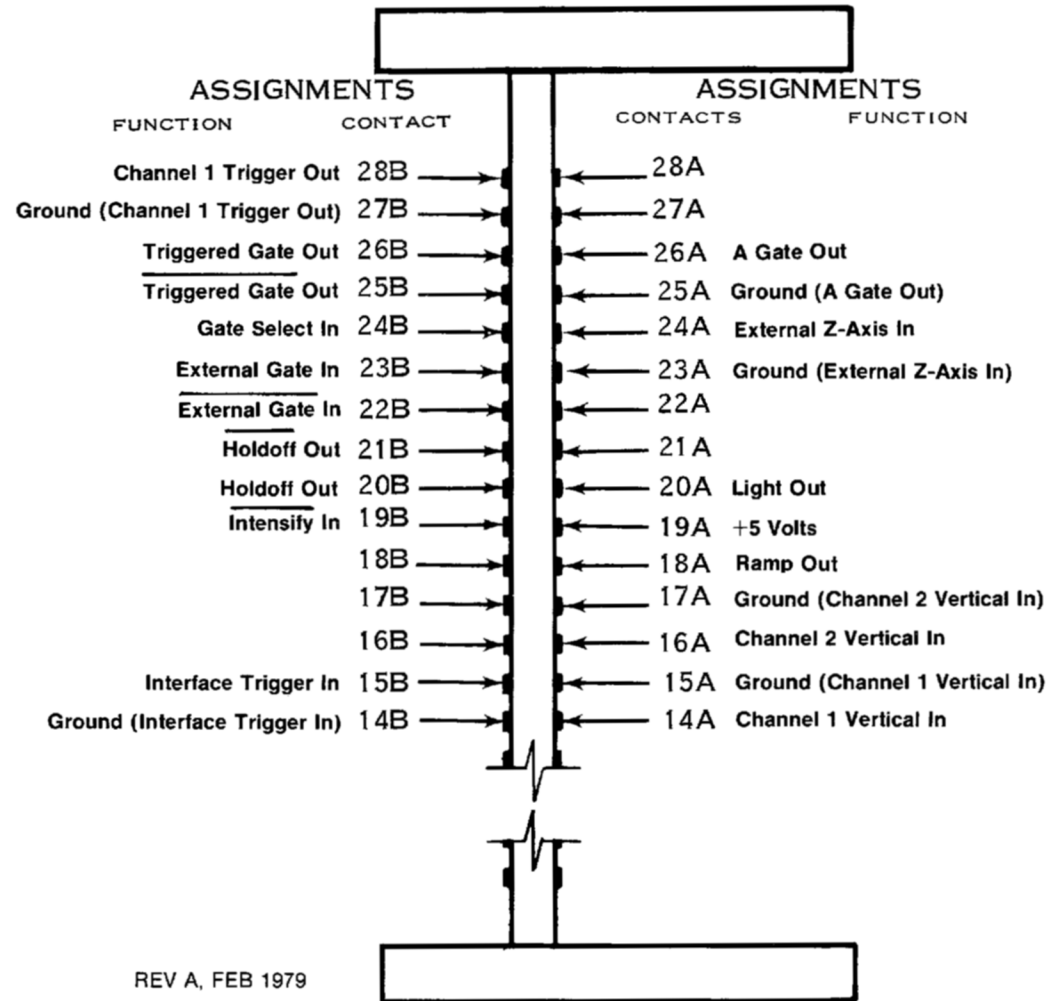 ASSIGNMENTS ASSIGNMENTS
FUNCTION CONTACT CONTACTS FUNCTION
Channel 1 Trigger Out 28B 28A
Ground (Channel 1 Trigger Out) 27B 27A
Triggered Gate Out 26B 26A A Gate Out
Triggered Gate Out 25B 25A Ground (A Gate Out)
Gate Select In 24B 24A External Z-Axis In
External Gate In 23B 23A Ground (External Z-Axis In)
External Gate In 22B 22A
Holdoff Out 21B 21A
Holdoff Out 20B 20A Light Out
Intensify In 19B 19A +5 Volts
18B 18A Ramp Out
17B 17A Ground (Channel 2 Vertical In)
16B 16A Channel 2 Vertical In
Interface Trigger In 15B 15A Ground (Channel 1 Vertical In)
Ground (Interface Trigger In) 14B 14A Channel 1 Vertical In
REV A, FEB 1979